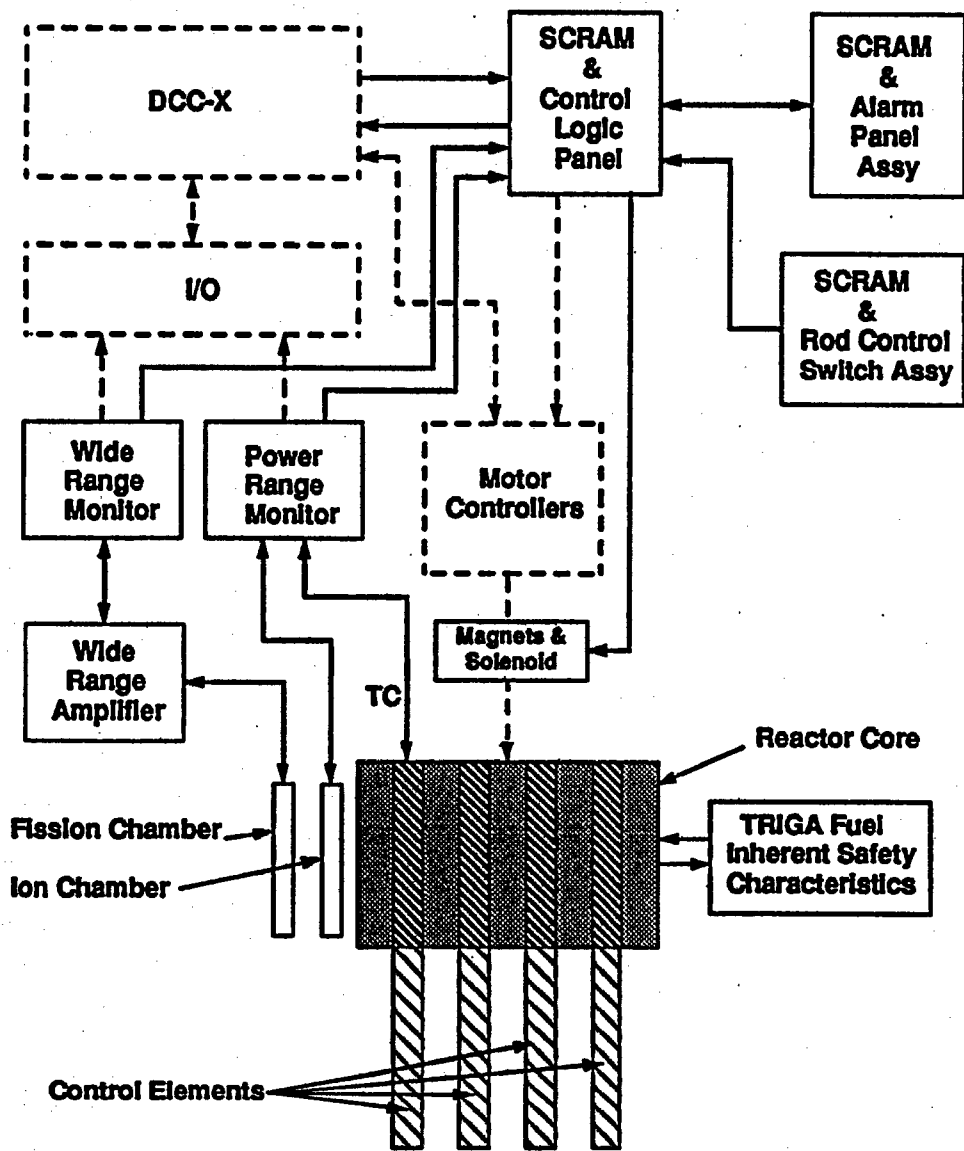 DCC-X
SCRAM
&
Control
Logic
Panel
SCRAM
&
Alarm
Panel
Assy
I/O
SCRAM
&
Rod Control
Switch Assy
Wide
Range
Monitor
Power
Range
Monitor
Motor
Controllers
Wide
Range
Amplifier
Magnets &
Solenoid
TC
Reactor Core
Fission Chamber
Ion Chamber
TRIGA Fuel
Inherent Safety
Characteristics
Control Elements